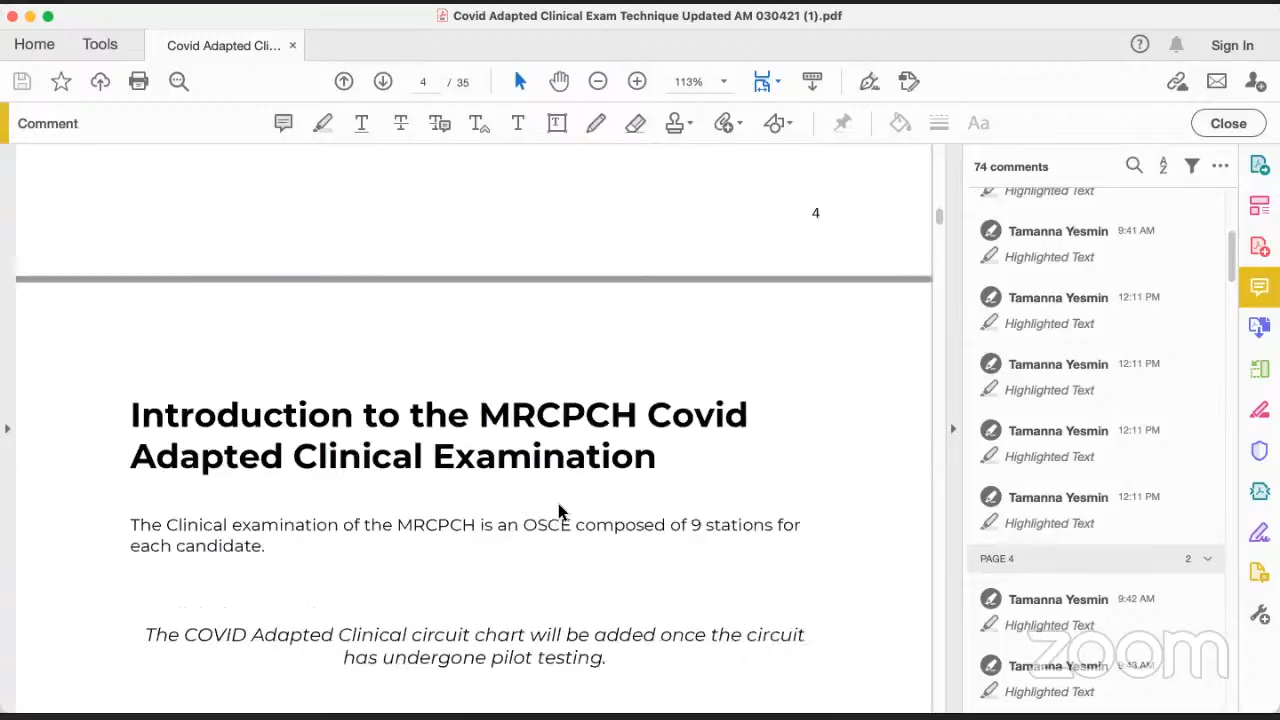 Covid Adapted Clinical Exam Technique Updated AM 030421 (1).pdf
Home Tools Covid Adapted Cli... × Sign In
4 / 35 113%
Comment Aa Close
74 comments
Highlighted Text
4
Tamanna Yesmin 9:41 AM
Highlighted Text
Tamanna Yesmin 12:11 PM
Highlighted Text
Tamanna Yesmin 12:11 PM
Highlighted Text
Tamanna Yesmin 12:11 PM
Highlighted Text
Tamanna Yesmin 12:11 PM
Highlighted Text
PAGE 4 2
Tamanna Yesmin 9:42 AM
Highlighted Text
Tamanna Yesmin 9:43 AM
Highlighted Text
Introduction to the MRCPCH Covid
Adapted Clinical Examination
The Clinical examination of the MRCPCH is an OSCE composed of 9 stations for
each candidate.
The COVID Adapted Clinical circuit chart will be added once the circuit
has undergone pilot testing.
zoom